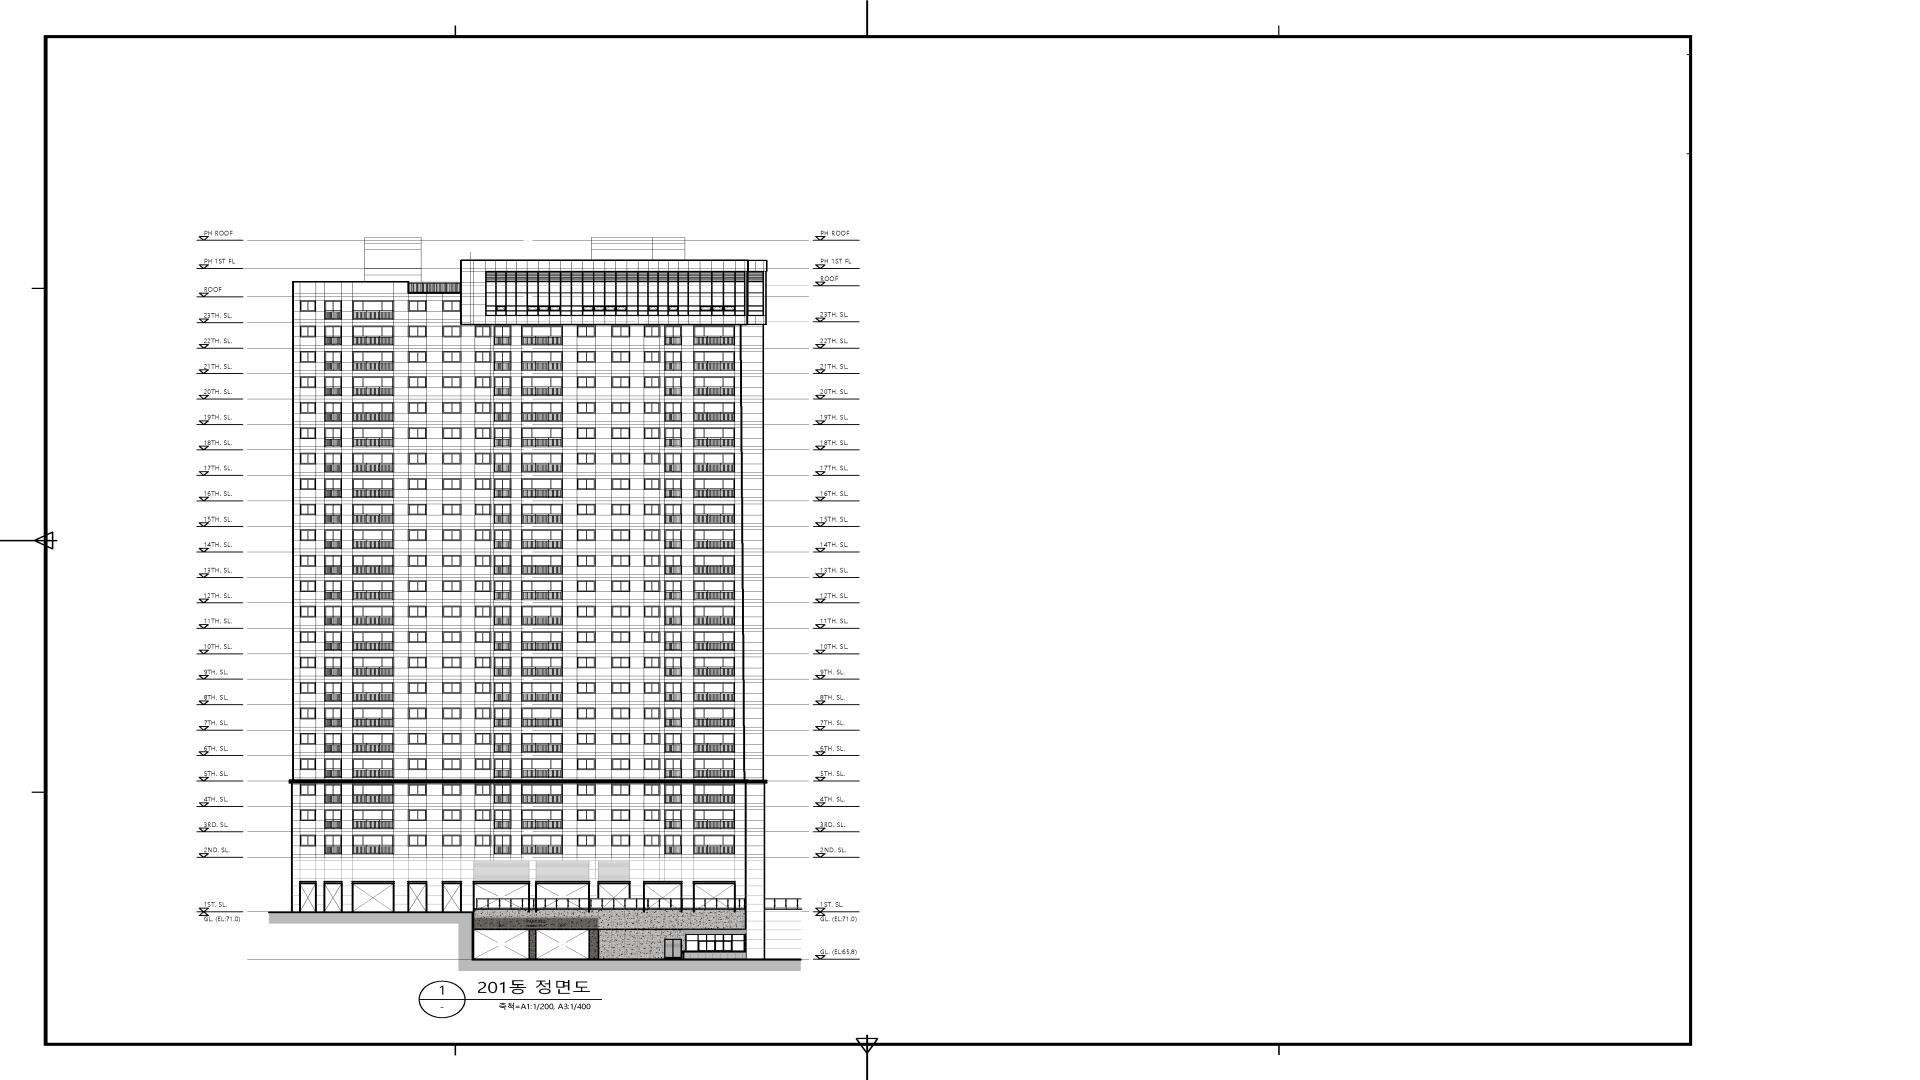 PH ROOF
PH 1ST FL
ROOF
23TH. SL.
22TH. SL.
21TH. SL.
20TH. SL.
19TH. SL.
18TH. SL.
17TH. SL.
16TH. SL.
15TH. SL.
14TH. SL.
13TH. SL.
12TH. SL.
11TH. SL.
10TH. SL.
9TH. SL.
8TH. SL.
7TH. SL.
6TH. SL.
5TH. SL.
4TH. SL.
3RD. SL.
2ND. SL.
1ST. SL.
GL. (EL:71.0)
PH ROOF
PH 1ST FL
ROOF
23TH. SL.
22TH. SL.
21TH. SL.
20TH. SL.
19TH. SL.
18TH. SL.
17TH. SL.
16TH. SL.
15TH. SL.
14TH. SL.
13TH. SL.
12TH. SL.
11TH. SL.
10TH. SL.
9TH. SL.
8TH. SL.
7TH. SL.
6TH. SL.
5TH. SL.
4TH. SL.
3RD. SL.
2ND. SL.
1ST. SL.
GL. (EL:71.0)
GL. (EL:65.8)
1
-
201동 정면도
축척=A1:1/200, A3:1/400